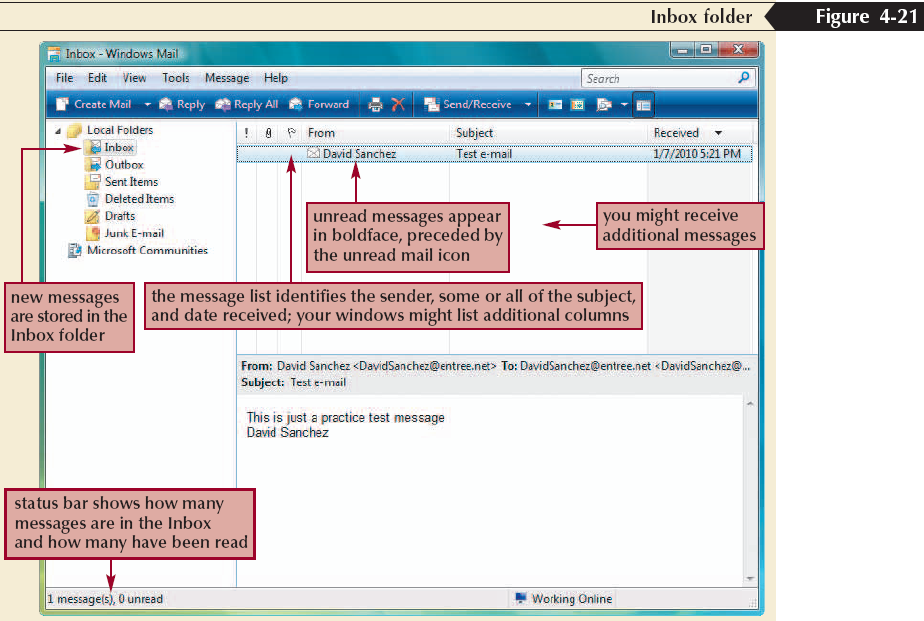 Inbox folder
Figure 4-21
Inbox - Windows Mail
File Edit View Tools Message Help
Search
Create Mail Reply Reply All Forward Send/Receive
Local Folders
Inbox
Outbox
Sent Items
Deleted Items
Drafts
Junk E-mail
Microsoft Communities
! From Subject Received
David Sanchez Test e-mail 1/7/2010 5:21 PM
unread messages appear
in boldface, preceded by
the unread mail icon
you might receive
additional messages
new messages
are stored in the
Inbox folder
the message list identifies the sender, some or all of the subject,
and date received; your windows might list additional columns
From: David Sanchez <DavidSanchez@entree.net> To: DavidSanchez@entree.net <DavidSanchez@...
Subject: Test e-mail
This is just a practice test message
David Sanchez
status bar shows how many
messages are in the Inbox
and how many have been read
1 message(s), 0 unread
Working Online